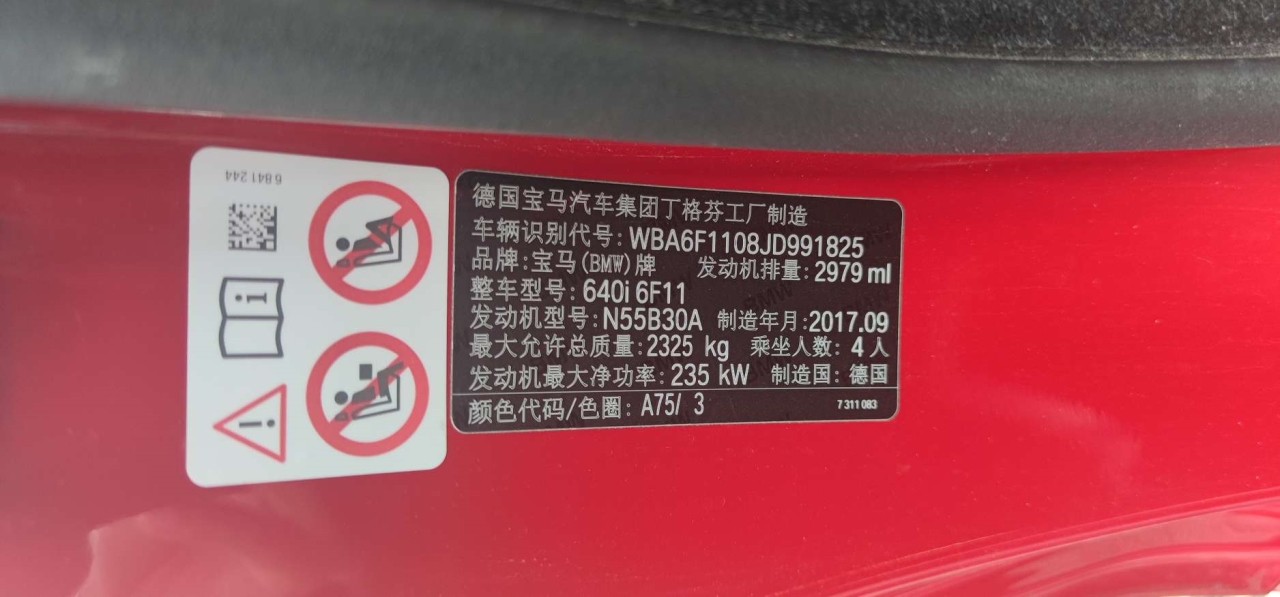 6 841 244
德国宝马汽车集团丁格芬工厂制造
车辆识别代号: WBA6F1108JD991825
品牌: 宝马(BMW)牌 发动机排量: 2979 ml
整车型号: 640i 6F11
发动机型号: N55B30A 制造年月: 2017.09
最大允许总质量: 2325 kg 乘坐人数: 4 人
发动机最大净功率: 235 kW 制造国: 德国
颜色代码/色圈: A75/ 3 7 311 083